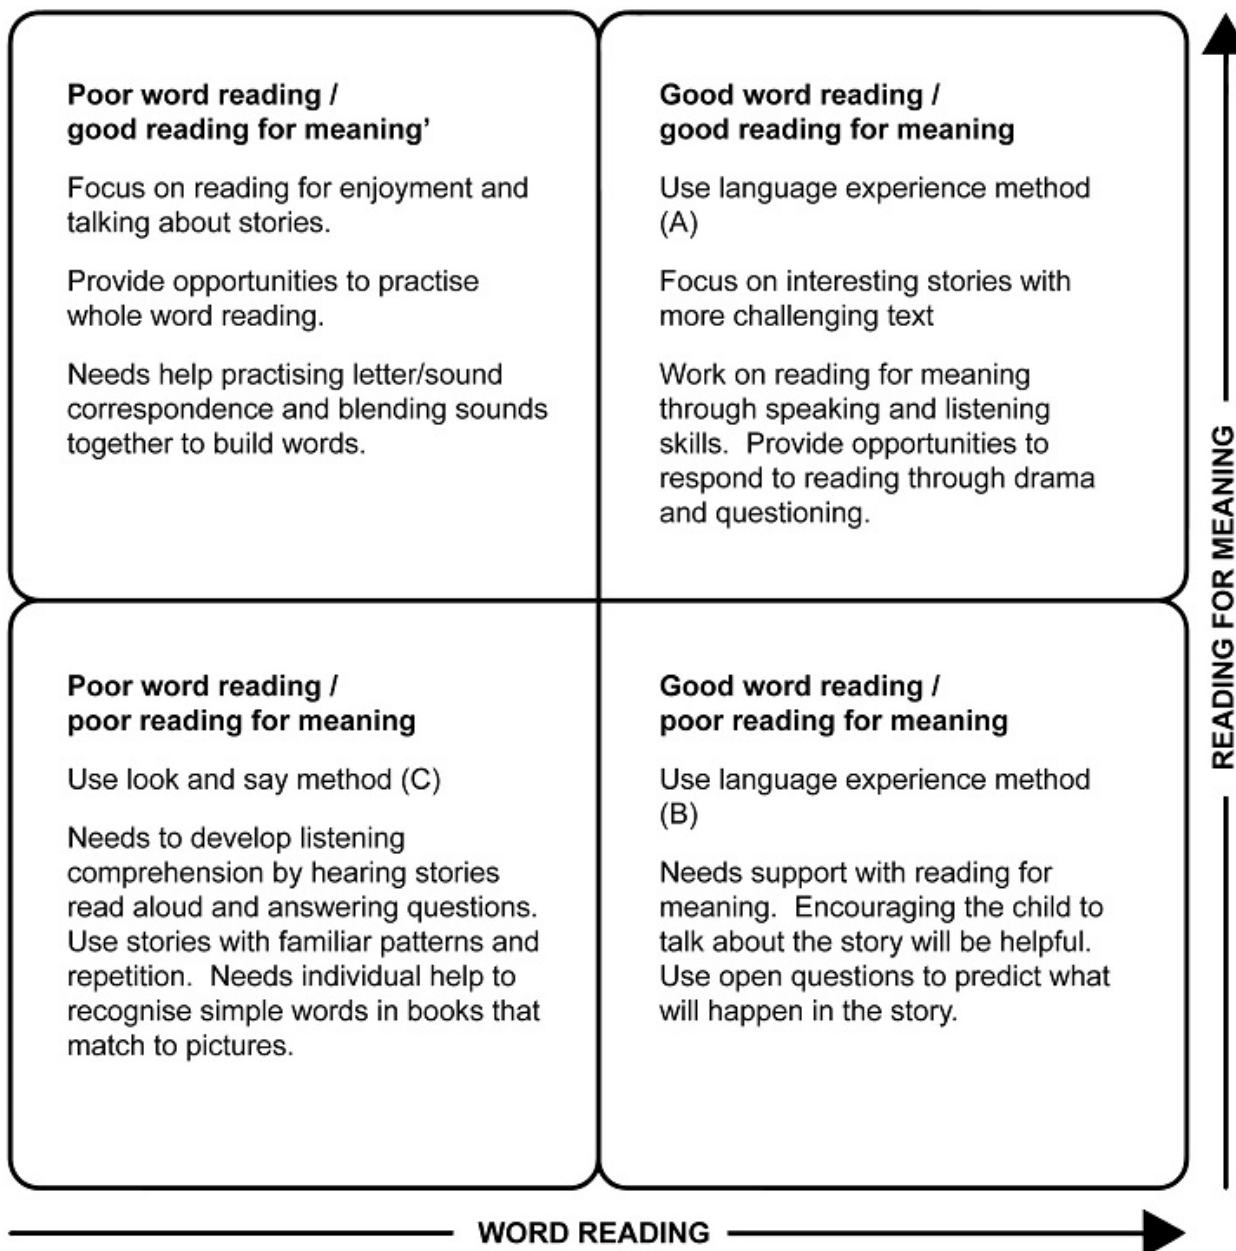 Poor word reading /
good reading for meaning’
Focus on reading for enjoyment and
talking about stories.
Provide opportunities to practise
whole word reading.
Needs help practising letter/sound
correspondence and blending sounds
together to build words.
Good word reading /
good reading for meaning
Use language experience method
(A)
Focus on interesting stories with
more challenging text
Work on reading for meaning
through speaking and listening
skills.  Provide opportunities to
respond to reading through drama
and questioning.
Poor word reading /
poor reading for meaning
Use look and say method (C)
Needs to develop listening
comprehension by hearing stories
read aloud and answering questions.
Use stories with familiar patterns and
repetition.  Needs individual help to
recognise simple words in books that
match to pictures.
Good word reading /
poor reading for meaning
Use language experience method
(B)
Needs support with reading for
meaning.  Encouraging the child to
talk about the story will be helpful.
Use open questions to predict what
will happen in the story.
READING FOR MEANING
WORD READING